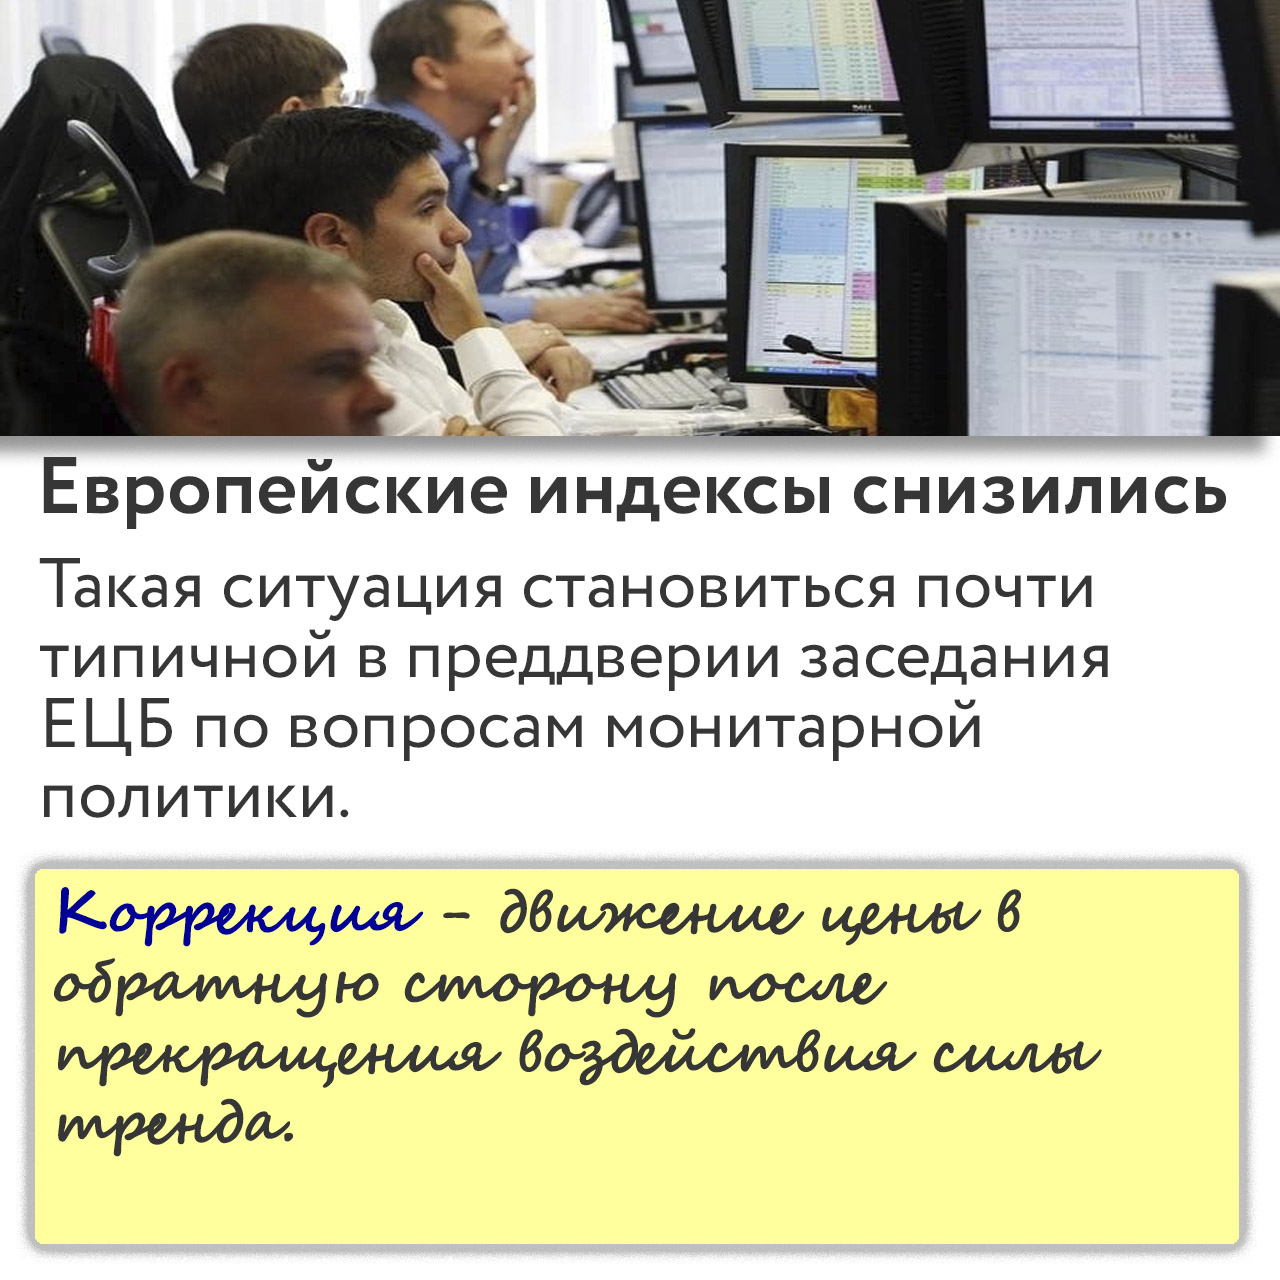 Европейские индексы снизились
Такая ситуация становиться почти
типичной в преддверии заседания
ЕЦБ по вопросам монитарной
политики.
Коррекция – движение цены в
обратную сторону после
прекращения воздействия силы
тренда.